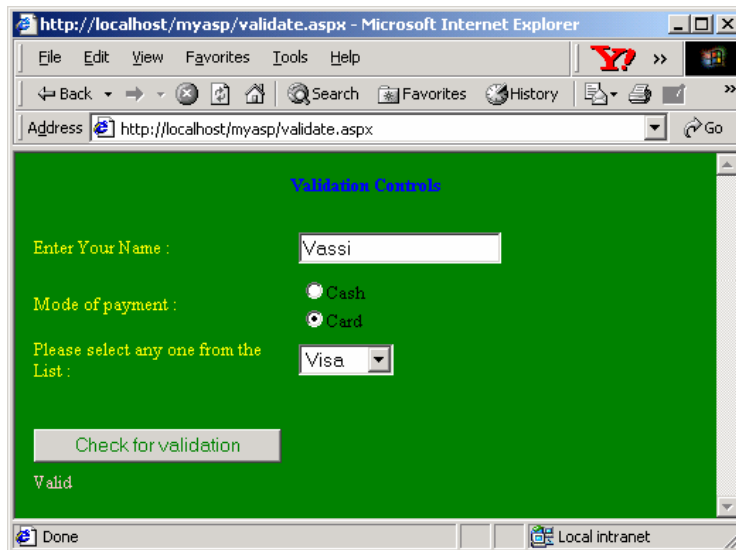 http://localhost/myasp/validate.aspx - Microsoft Internet Explorer
File Edit View Favorites Tools Help Y! »
Back Search Favorites History »
Address http://localhost/myasp/validate.aspx Go
Validation Controls
Enter Your Name : Vassi
Mode of payment : Cash
Card
Please select any one from the
List : Visa
Check for validation
Valid
Done Local intranet